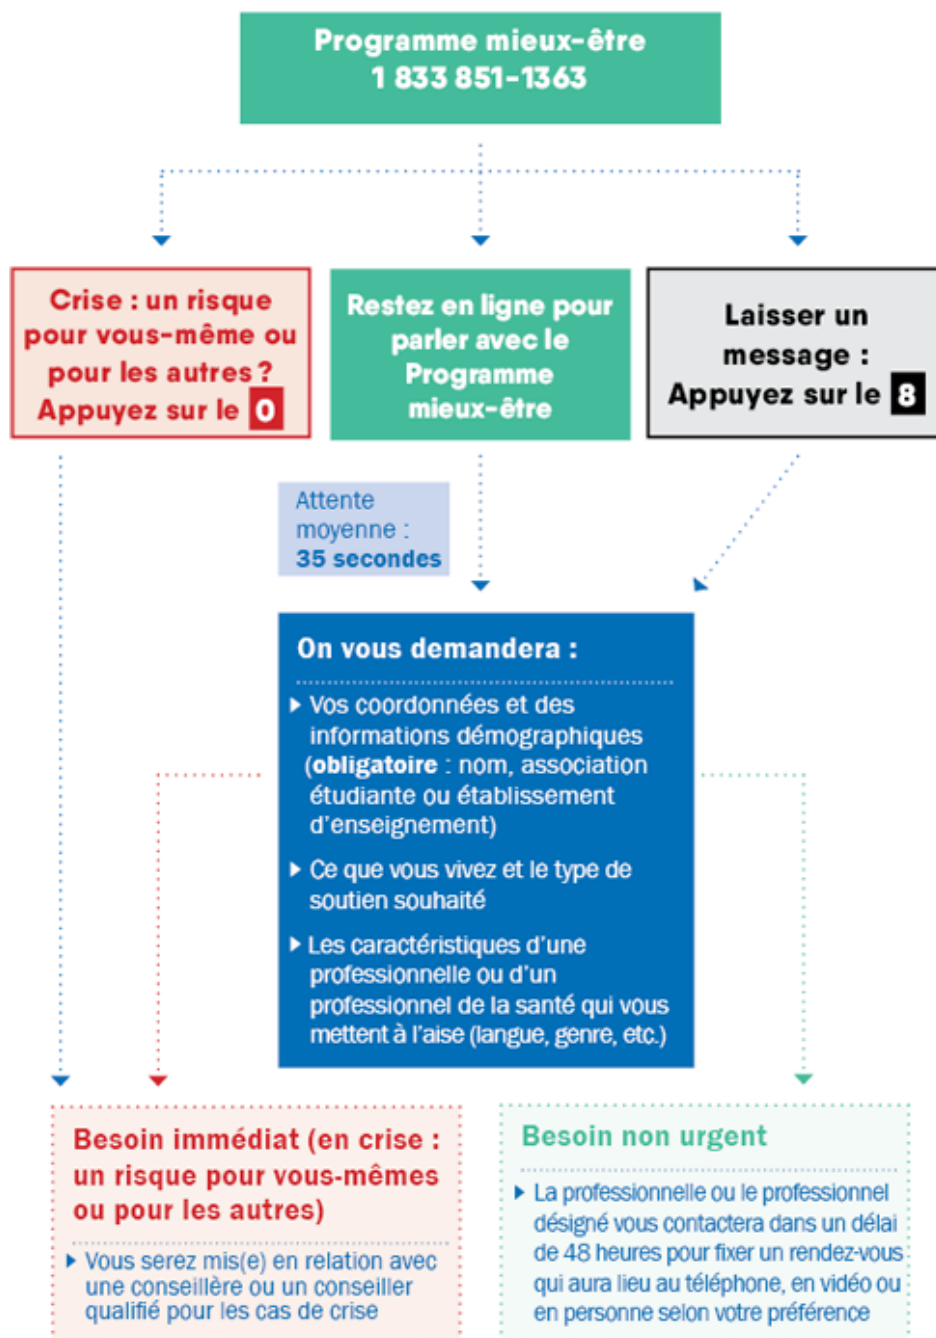 Programme mieux-être
1 833 851-1363
Crise : un risque
pour vous-même ou
pour les autres ?
Appuyez sur le 0
Restez en ligne pour
parler avec le
Programme
mieux-être
Laisser un
message :
Appuyez sur le 8
Attente
moyenne :
35 secondes
On vous demandera :
Vos coordonnées et des
informations démographiques
(obligatoire : nom, association
étudiante ou établissement
d'enseignement)
Ce que vous vivez et le type de
soutien souhaité
Les caractéristiques d'une
professionnelle ou d'un
professionnel de la santé qui vous
mettent à l'aise (langue, genre, etc.)
Besoin immédiat (en crise :
un risque pour vous-mêmes
ou pour les autres)
Vous serez mis(e) en relation avec
une conseillère ou un conseiller
qualifié pour les cas de crise
Besoin non urgent
La professionnelle ou le professionnel
désigné vous contactera dans un délai
de 48 heures pour fixer un rendez-vous
qui aura lieu au téléphone, en vidéo ou
en personne selon votre préférence